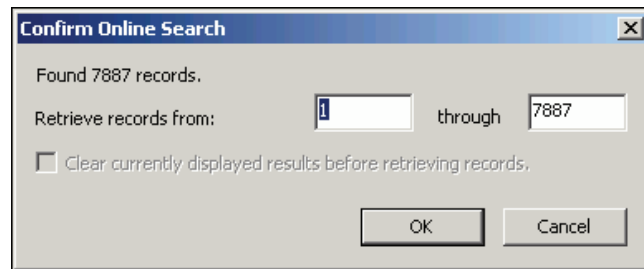 Confirm Online Search
Found 7887 records.
Retrieve records from: 1 through 7887
Clear currently displayed results before retrieving records.
OK Cancel